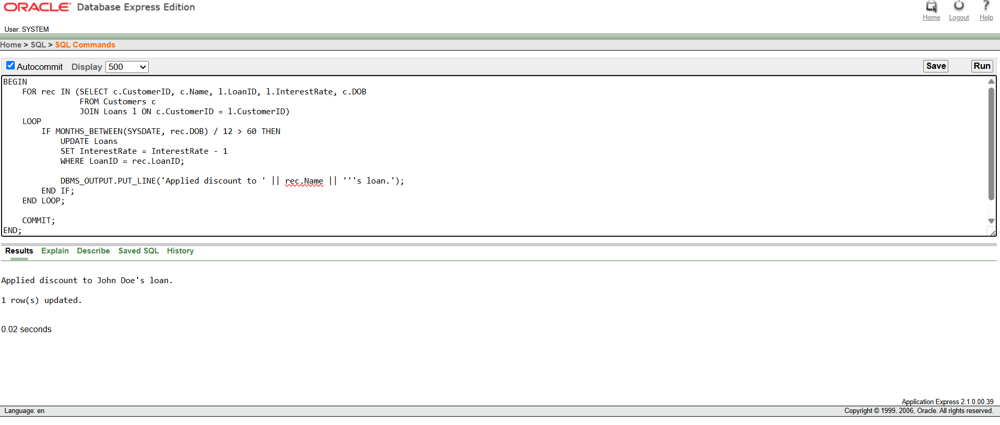 ORACLE Database Express Edition
Home Logout Help
User: SYSTEM
Home > SQL > SQL Commands
Autocommit Display 500 Save Run
BEGIN
    FOR rec IN (SELECT c.CustomerID, c.Name, l.LoanID, l.InterestRate, c.DOB
                FROM Customers c
                JOIN Loans l ON c.CustomerID = l.CustomerID)
    LOOP
        IF MONTHS_BETWEEN(SYSDATE, rec.DOB) / 12 > 60 THEN
            UPDATE Loans
            SET InterestRate = InterestRate - 1
            WHERE LoanID = rec.LoanID;
            DBMS_OUTPUT.PUT_LINE('Applied discount to ' || rec.Name || '''s loan.');
        END IF;
    END LOOP;
    COMMIT;
END;
Results Explain Describe Saved SQL History
Applied discount to John Doe's loan.
1 row(s) updated.
0.02 seconds
Application Express 2.1.0.00.39
Language: en Copyright © 1999, 2006, Oracle. All rights reserved.